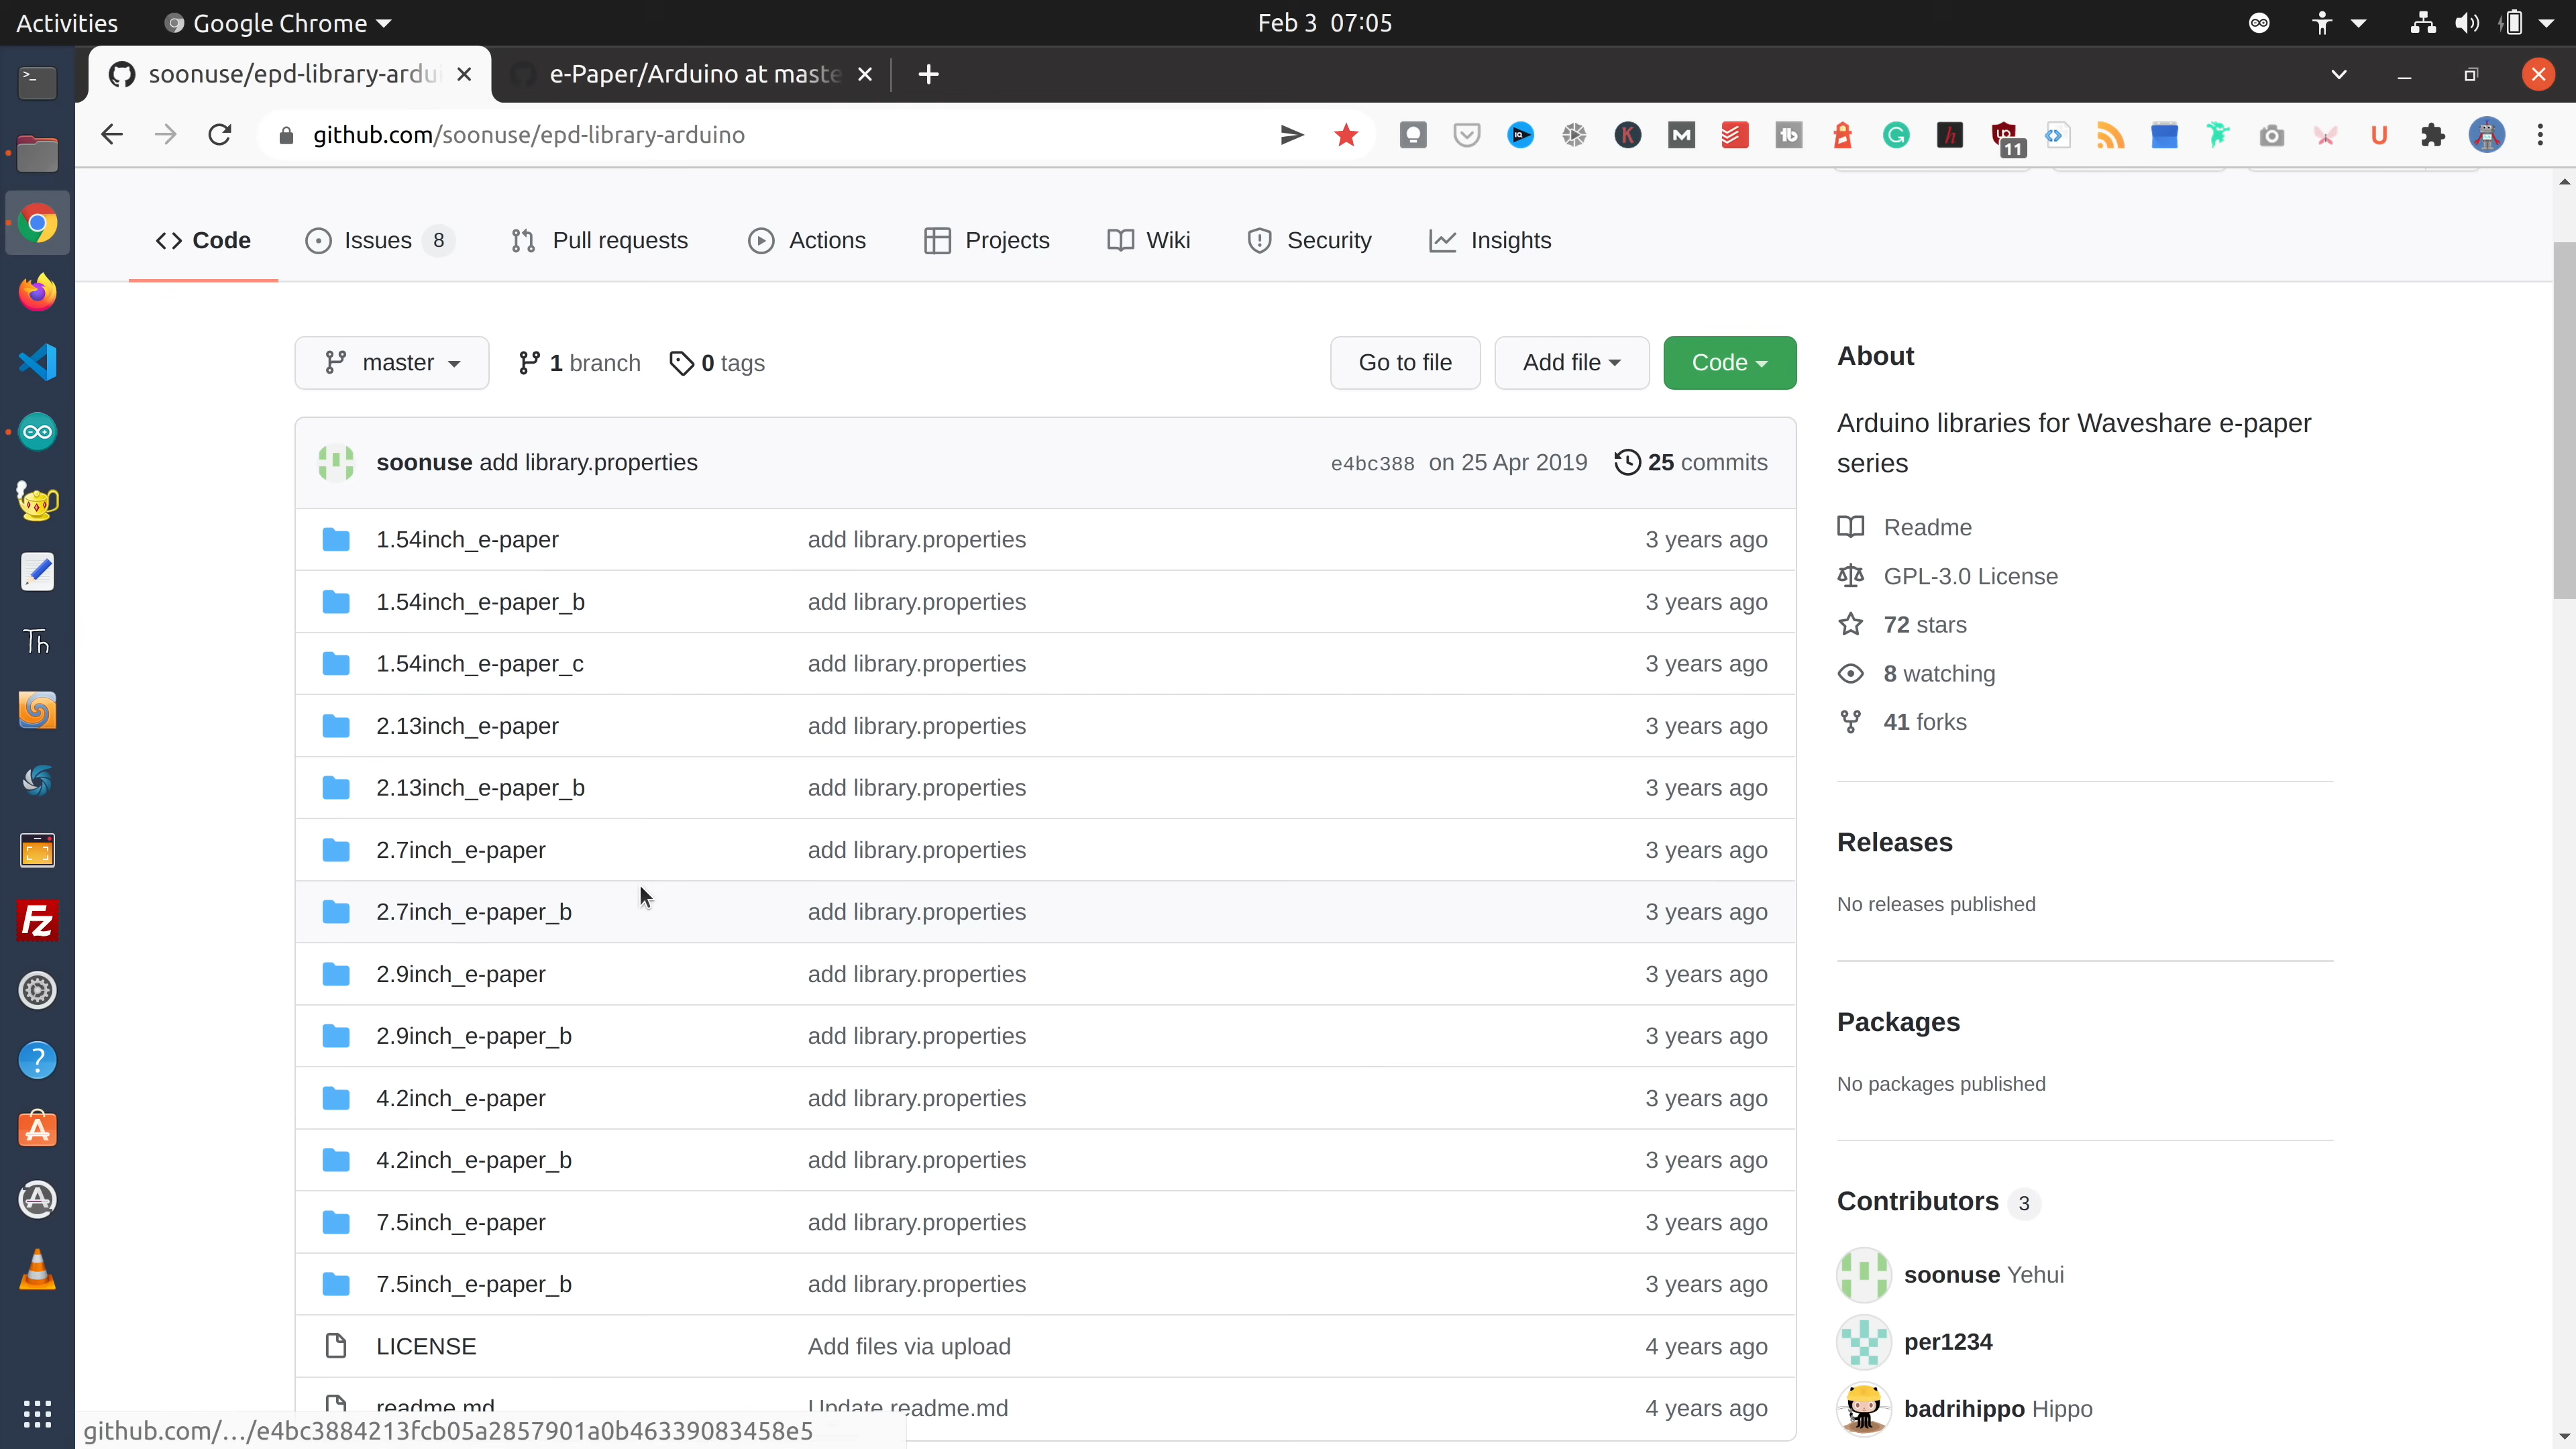 Activities
Google Chrome
Feb 3 07:05
soonuse/epd-library-ardui
e-Paper/Arduino at maste
github.com/soonuse/epd-library-arduino
11
Code
Issues 8
Pull requests
Actions
Projects
Wiki
Security
Insights
master
1 branch
0 tags
Go to file
Add file
Code
soonuse add library.properties
e4bc388 on 25 Apr 2019
25 commits
1.54inch_e-paper add library.properties 3 years ago
1.54inch_e-paper_b add library.properties 3 years ago
1.54inch_e-paper_c add library.properties 3 years ago
2.13inch_e-paper add library.properties 3 years ago
2.13inch_e-paper_b add library.properties 3 years ago
2.7inch_e-paper add library.properties 3 years ago
2.7inch_e-paper_b add library.properties 3 years ago
2.9inch_e-paper add library.properties 3 years ago
2.9inch_e-paper_b add library.properties 3 years ago
4.2inch_e-paper add library.properties 3 years ago
4.2inch_e-paper_b add library.properties 3 years ago
7.5inch_e-paper add library.properties 3 years ago
7.5inch_e-paper_b add library.properties 3 years ago
LICENSE Add files via upload 4 years ago
readme.md Update readme.md 4 years ago
About
Arduino libraries for Waveshare e-paper
series
Readme
GPL-3.0 License
72 stars
8 watching
41 forks
Releases
No releases published
Packages
No packages published
Contributors 3
soonuse Yehui
per1234
badrihippo Hippo
github.com/.../e4bc3884213fcb05a2857901a0b46339083458e5
Th
Fz